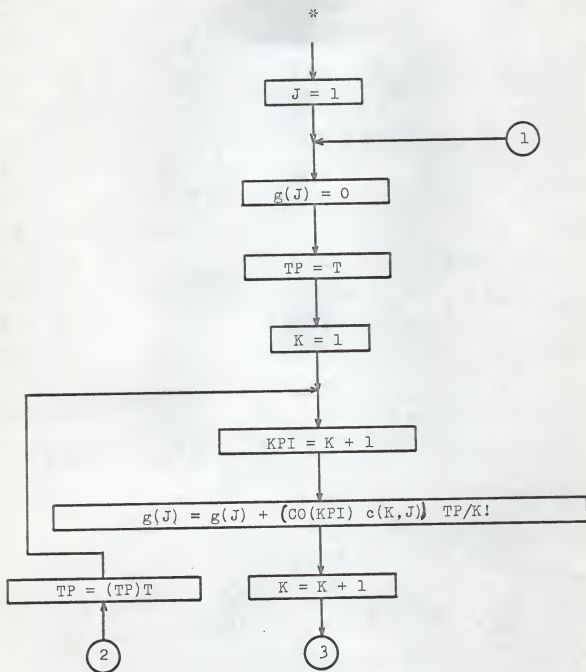 *
J = 1
1
g(J) = 0
TP = T
K = 1
KPI = K + 1
g(J) = g(J) + (CO(KPI) c(K,J)) TP/K!
TP = (TP)T
K = K + 1
2
3